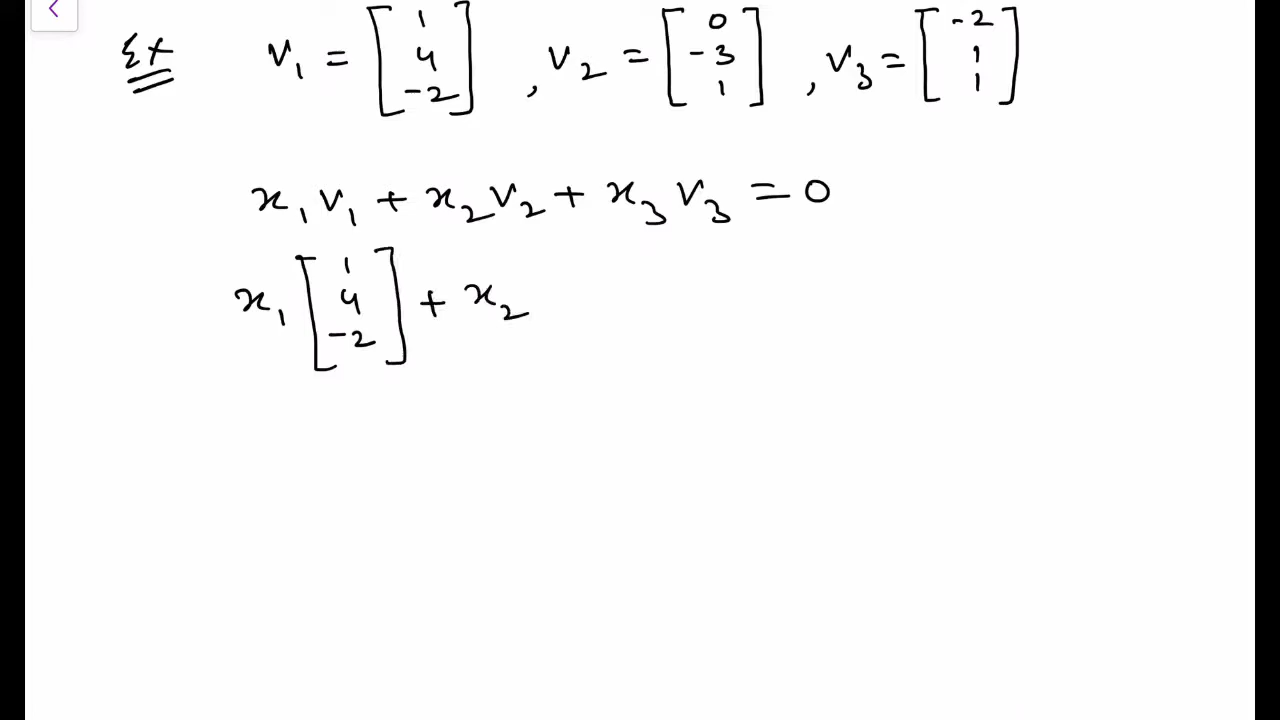 Ex v₁ = [1 4 -2] , v₂ = [0 -3 1] , v₃ = [-2 1 1]
x₁v₁ + x₂v₂ + x₃v₃ = 0
x₁ [1 4 -2] + x₂